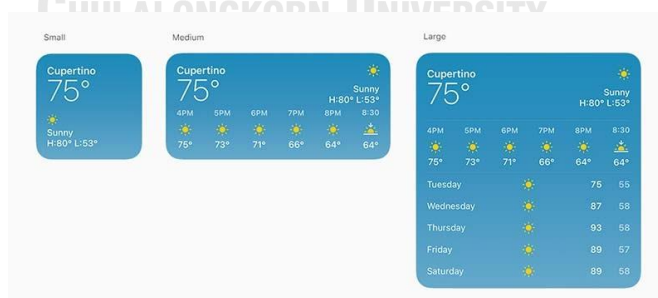 CHULALONGKORN UNIVERSITY
Small
Cupertino
75°
Sunny
H:80° L:53°
Medium
Cupertino
75°
Sunny
H:80° L:53°
4PM 5PM 6PM 7PM 8PM 8:30
75° 73° 71° 66° 64° 64°
Large
Cupertino
75°
Sunny
H:80° L:53°
4PM 5PM 6PM 7PM 8PM 8:30
75° 73° 71° 66° 64° 64°
Tuesday 75 55
Wednesday 87 58
Thursday 93 58
Friday 89 57
Saturday 89 58